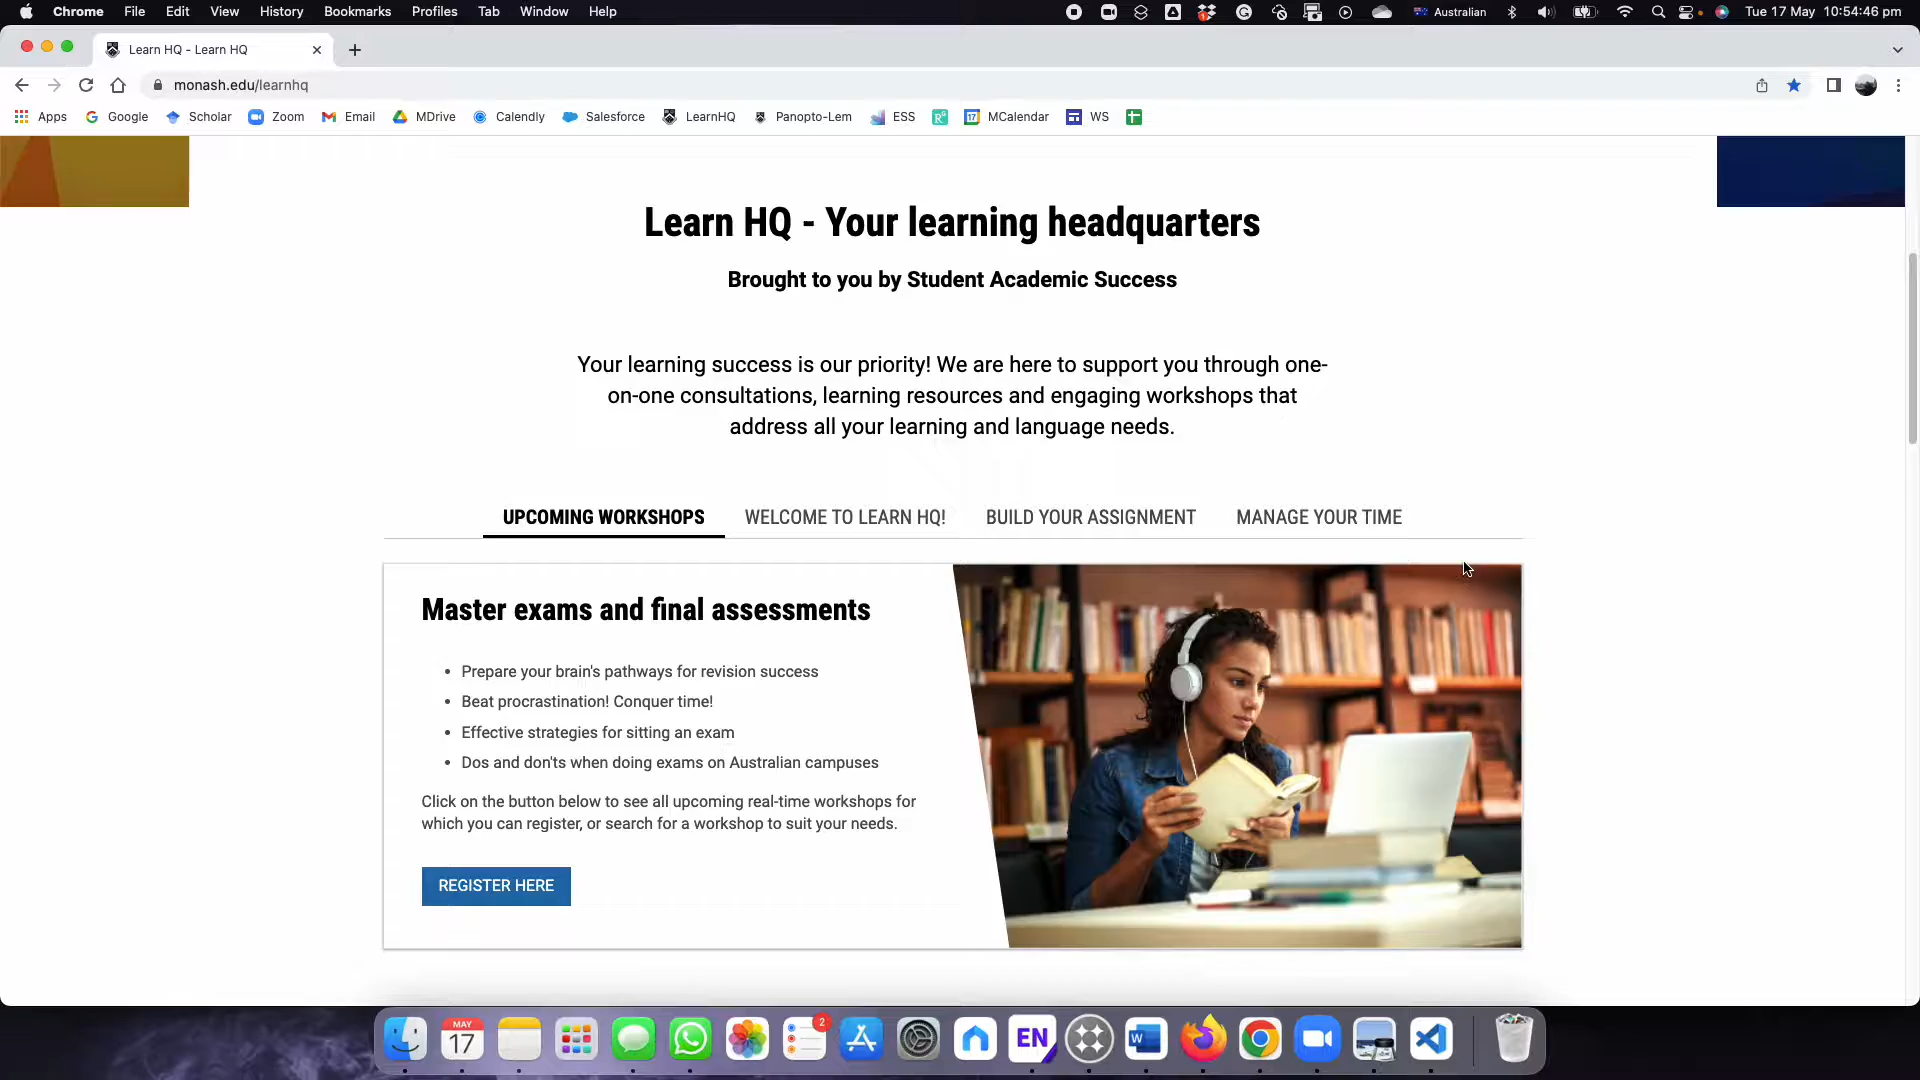 Chrome File Edit View History Bookmarks Profiles Tab Window Help Australian Tue 17 May 10:54:46 pm
Learn HQ - Learn HQ
monash.edu/learnhq
Apps Google Scholar Zoom Email MDrive Calendly Salesforce LearnHQ Panopto-Lem ESS MCalendar WS
Learn HQ - Your learning headquarters
Brought to you by Student Academic Success
Your learning success is our priority! We are here to support you through one-
on-one consultations, learning resources and engaging workshops that
address all your learning and language needs.
UPCOMING WORKSHOPS WELCOME TO LEARN HQ! BUILD YOUR ASSIGNMENT MANAGE YOUR TIME
Master exams and final assessments
• Prepare your brain's pathways for revision success
• Beat procrastination! Conquer time!
• Effective strategies for sitting an exam
• Dos and don'ts when doing exams on Australian campuses
Click on the button below to see all upcoming real-time workshops for
which you can register, or search for a workshop to suit your needs.
REGISTER HERE
MAY
17
2
EN
W